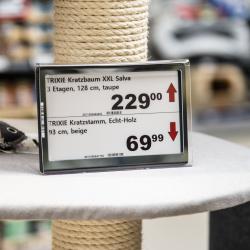 TRIXIE Kratzbaum XXL Salva
3 Etagen, 128 cm, taupe
229⁰⁰
TRIXIE Kratzstamm, Echt-Holz
93 cm, beige
69⁹⁹